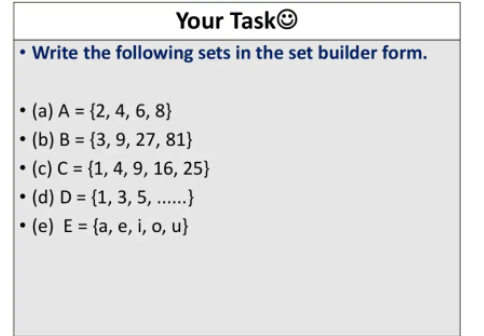 Your Task☺
• Write the following sets in the set builder form.
• (a) A = {2, 4, 6, 8}
• (b) B = {3, 9, 27, 81}
• (c) C = {1, 4, 9, 16, 25}
• (d) D = {1, 3, 5, ......}
• (e) E = {a, e, i, o, u}